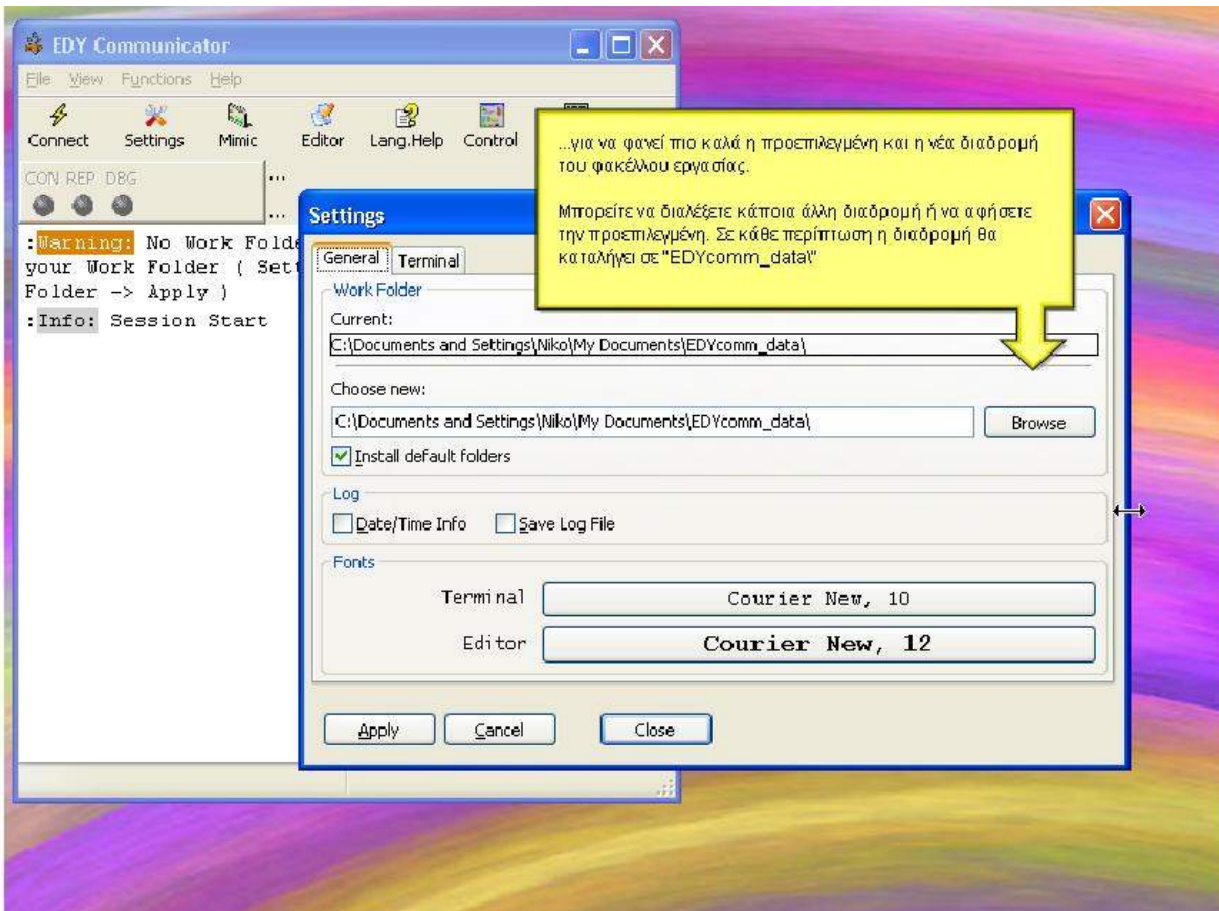 EDY Communicator
File View Functions Help
Connect Settings Mimic Editor Lang.Help Control
CON REP DBG ...
...
:Warning: No Work Folde
your Work Folder ( Sett
Folder -> Apply )
:Info: Session Start
...για να φανεί πιο καλά η προεπιλεγμένη και η νέα διαδρομή
του φακέλλου εργασίας.
Μπορείτε να διαλέξετε κάποια άλλη διαδρομή ή να αφήσετε
την προεπιλεγμένη. Σε κάθε περίπτωση η διαδρομή θα
καταλήγει σε "EDYcomm_data\"
Settings
General Terminal
Work Folder
Current:
C:\Documents and Settings\Niko\My Documents\EDYcomm_data\
Choose new:
C:\Documents and Settings\Niko\My Documents\EDYcomm_data\ Browse
Install default folders
Log
Date/Time Info Save Log File
Fonts
Terminal Courier New, 10
Editor Courier New, 12
Apply Cancel Close